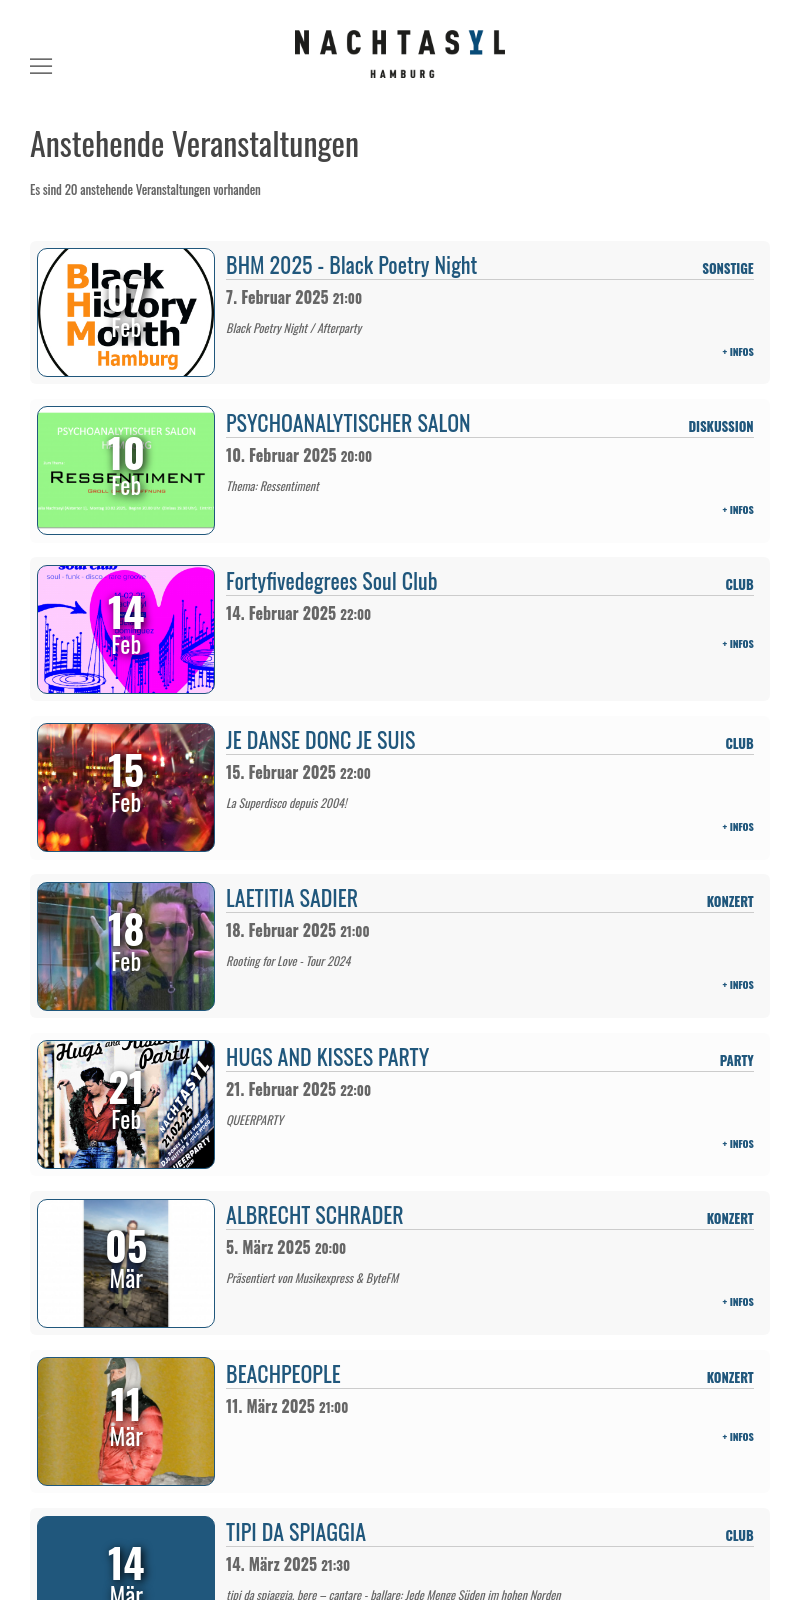 NACHTASYL
HAMBURG
Anstehende Veranstaltungen
Es sind 20 anstehende Veranstaltungen vorhanden
Black
History
Month
Hamburg
07
Feb
BHM 2025 - Black Poetry Night
SONSTIGE
7. Februar 2025 21:00
Black Poetry Night / Afterparty
+ INFOS
PSYCHOANALYTISCHER SALON
RESSENTIMENT
10
Feb
PSYCHOANALYTISCHER SALON
DISKUSSION
10. Februar 2025 20:00
Thema: Ressentiment
+ INFOS
soul club
soul - funk - disco
14
Feb
Fortyfivedegrees Soul Club
CLUB
14. Februar 2025 22:00
+ INFOS
15
Feb
JE DANSE DONC JE SUIS
CLUB
15. Februar 2025 22:00
La Superdisco depuis 2004!
+ INFOS
18
Feb
LAETITIA SADIER
KONZERT
18. Februar 2025 21:00
Rooting for Love - Tour 2024
+ INFOS
Hugs and Kisses
Party
NACHTASYL
21.02.25
21
Feb
HUGS AND KISSES PARTY
PARTY
21. Februar 2025 22:00
QUEERPARTY
+ INFOS
05
Mär
ALBRECHT SCHRADER
KONZERT
5. März 2025 20:00
Präsentiert von Musikexpress & ByteFM
+ INFOS
11
Mär
BEACHPEOPLE
KONZERT
11. März 2025 21:00
+ INFOS
14
Mär
TIPI DA SPIAGGIA
CLUB
14. März 2025 21:30
tipi da spiaggia. bere – cantare - ballare: Jede Menge Süden im hohen Norden